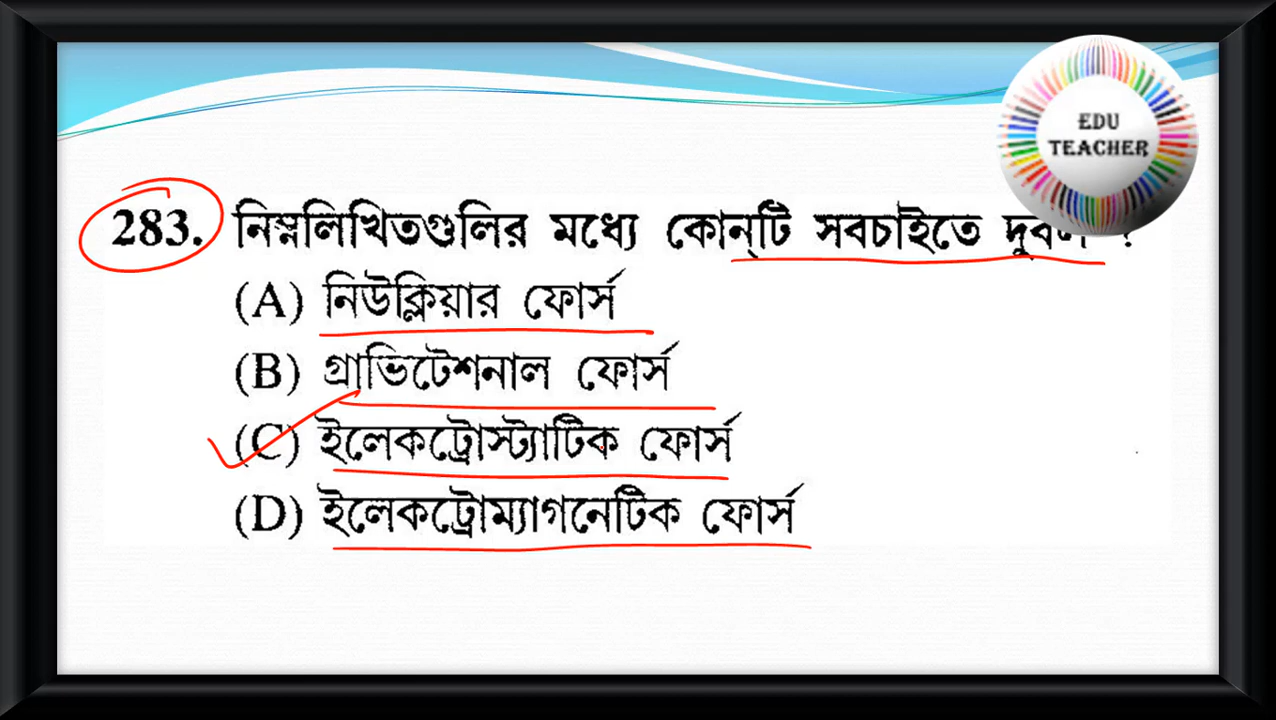 EDU
TEACHER
283. নিম্নলিখিতগুলির মধ্যে কোন্‌টি সবচাইতে ?
(A) নিউক্লিয়ার ফোর্স
(B) গ্রাভিটেশনাল ফোর্স
(C) ইলেকট্রোস্ট্যাটিক ফোর্স
(D) ইলেকট্রোম্যাগনেটিক ফোর্স